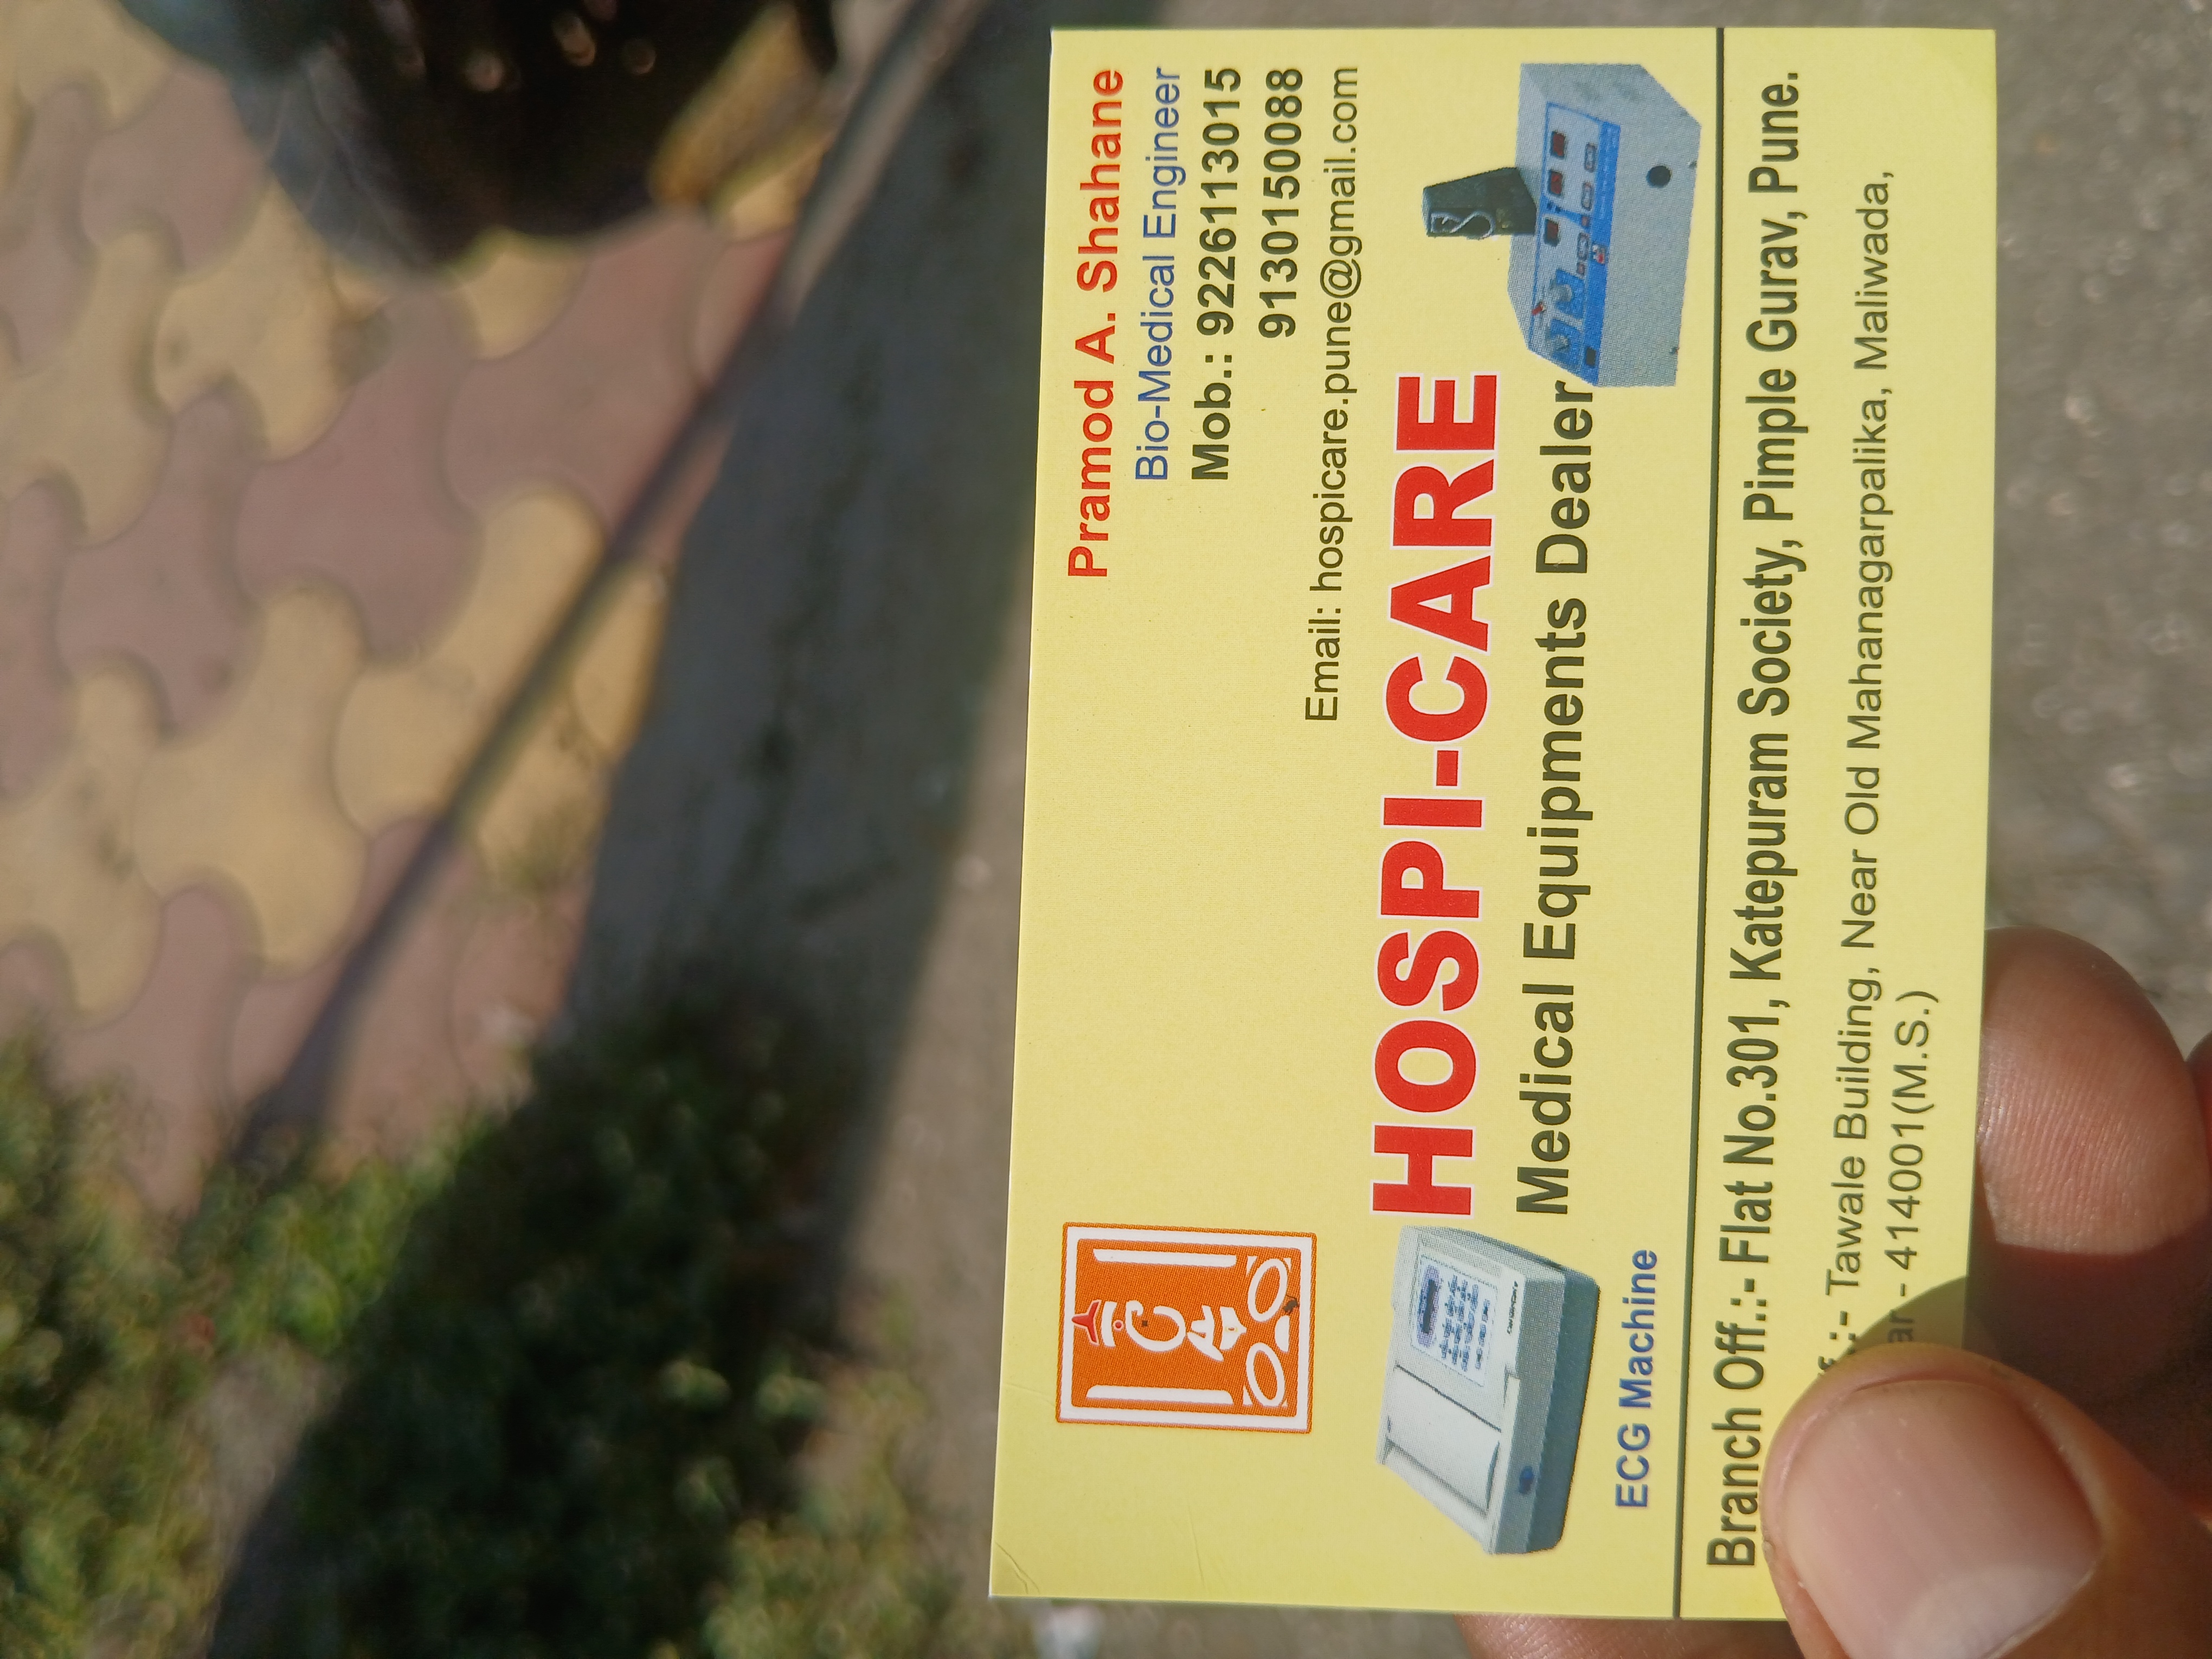 Pramod A. Shahane
Bio-Medical Engineer
Mob.: 9226113015
9130150088
Email: hospicare.pune@gmail.com
HOSPI-CARE
Medical Equipments Dealer
ECG Machine
Branch Off.:- Flat No.301, Katepuram Society, Pimple Gurav, Pune.
Tawale Building, Near Old Mahanagarpalika, Maliwada,
- 414001(M.S.)